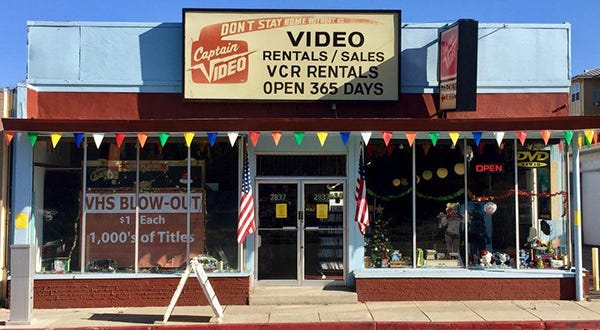 DON'T STAY HOME WITHOUT US
Captain
VIDEO
VIDEO
RENTALS / SALES
VCR RENTALS
OPEN 365 DAYS
VHS BLOW-OUT
$1 Each
1,000's of Titles
2837
2837
OPEN
DVD